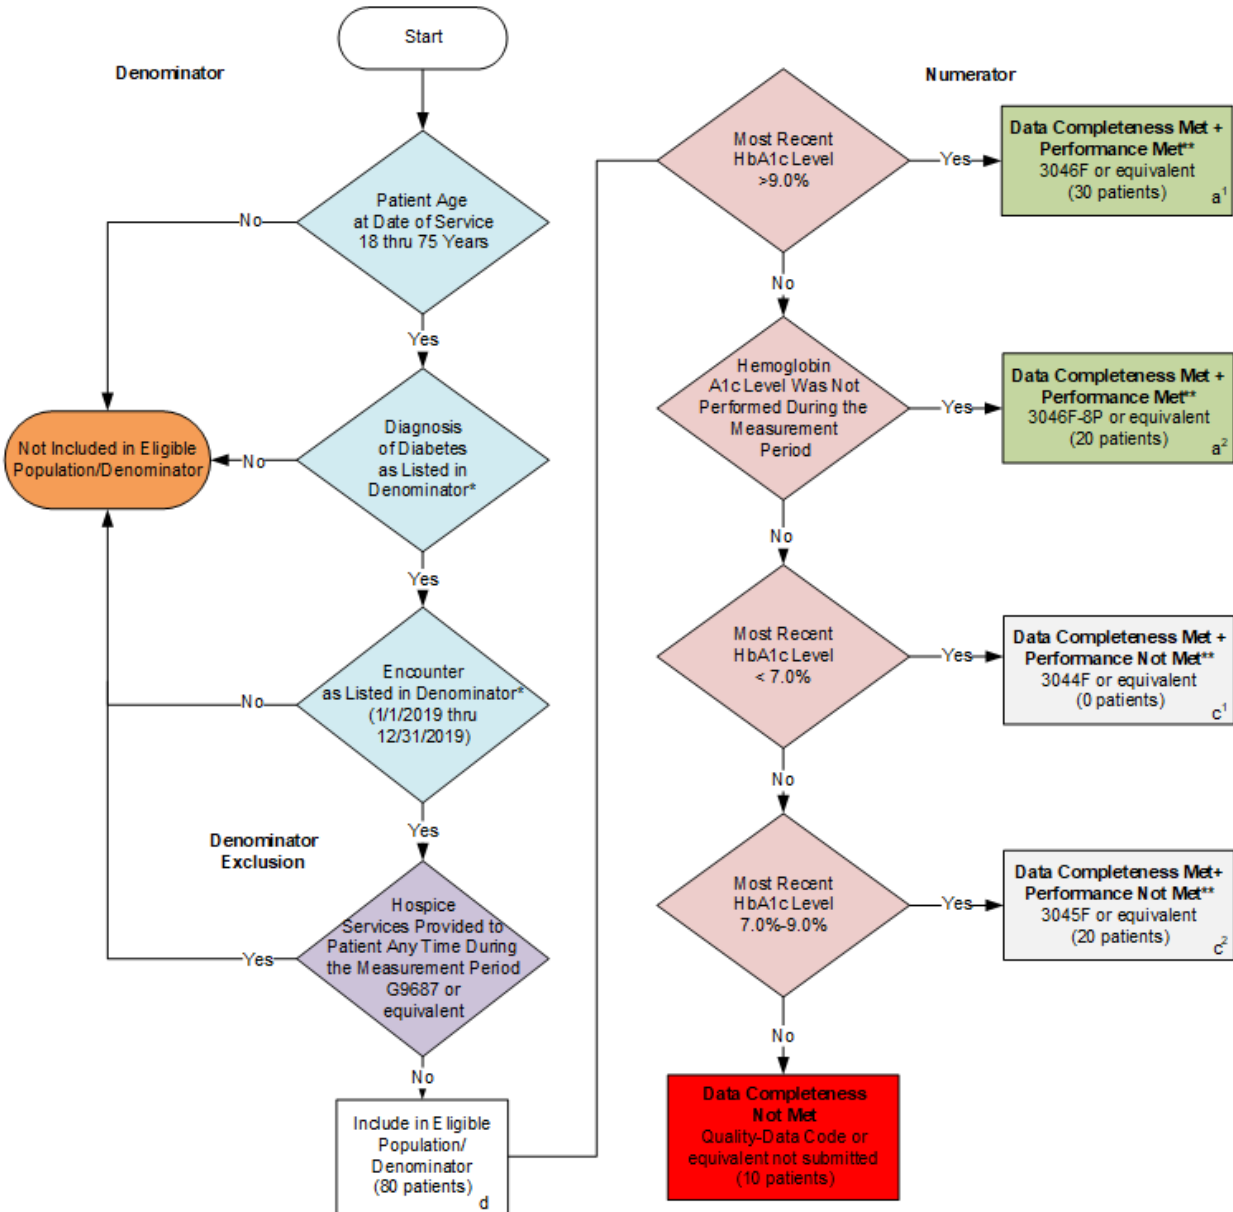 Start
Denominator
Patient Age
at Date of Service
18 thru 75 Years
No
Yes
Diagnosis
of Diabetes
as Listed in
Denominator*
No
Not Included in Eligible
Population/Denominator
Yes
Encounter
as Listed in Denominator*
(1/1/2019 thru
12/31/2019)
No
Yes
Denominator
Exclusion
Hospice
Services Provided to
Patient Any Time During
the Measurement Period
G9687 or
equivalent
Yes
No
Include in Eligible
Population/
Denominator
(80 patients)
d
Numerator
Most Recent
HbA1c Level
>9.0%
Yes
Data Completeness Met +
Performance Met**
3046F or equivalent
(30 patients)
a¹
No
Hemoglobin
A1c Level Was Not
Performed During the
Measurement
Period
Yes
Data Completeness Met +
Performance Met**
3046F-8P or equivalent
(20 patients)
a²
No
Most Recent
HbA1c Level
< 7.0%
Yes
Data Completeness Met +
Performance Not Met**
3044F or equivalent
(0 patients)
c¹
No
Most Recent
HbA1c Level
7.0%-9.0%
Yes
Data Completeness Met+
Performance Not Met**
3045F or equivalent
(20 patients)
c²
No
Data Completeness
Not Met
Quality-Data Code or
equivalent not submitted
(10 patients)